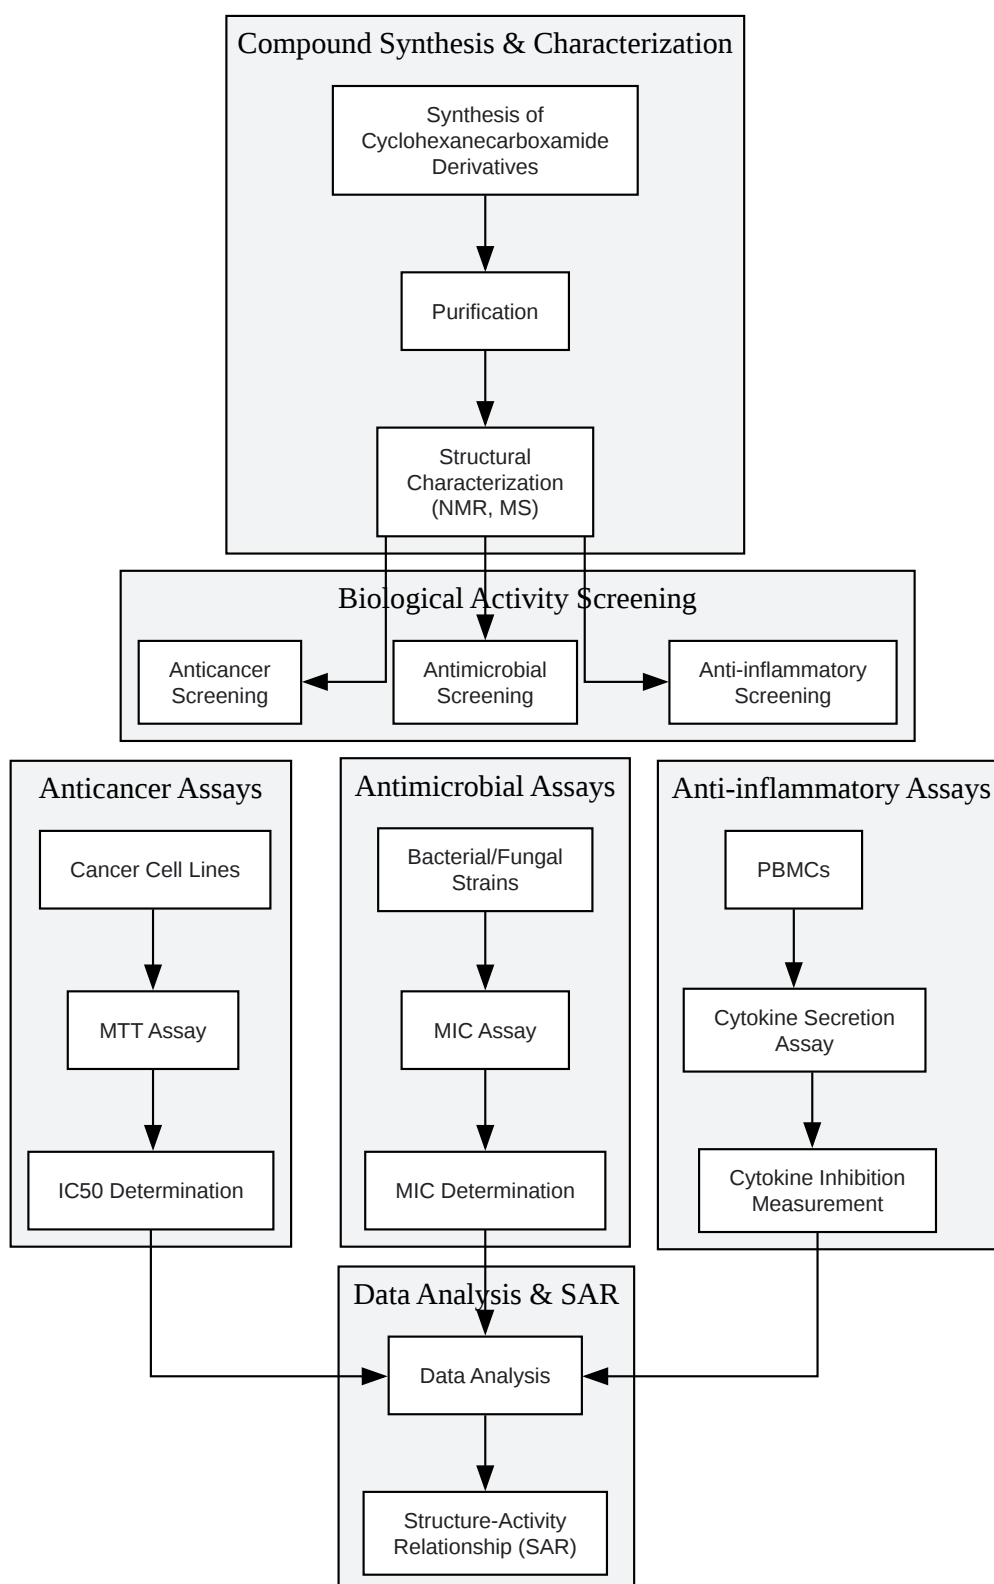 Compound Synthesis & Characterization
Synthesis of
Cyclohexanecarboxamide
Derivatives
Purification
Structural
Characterization
(NMR, MS)
Biological Activity Screening
Anticancer
Screening
Antimicrobial
Screening
Anti-inflammatory
Screening
Anticancer Assays
Cancer Cell Lines
MTT Assay
IC50 Determination
Antimicrobial Assays
Bacterial/Fungal
Strains
MIC Assay
MIC Determination
Anti-inflammatory Assays
PBMCs
Cytokine Secretion
Assay
Cytokine Inhibition
Measurement
Data Analysis & SAR
Data Analysis
Structure-Activity
Relationship (SAR)